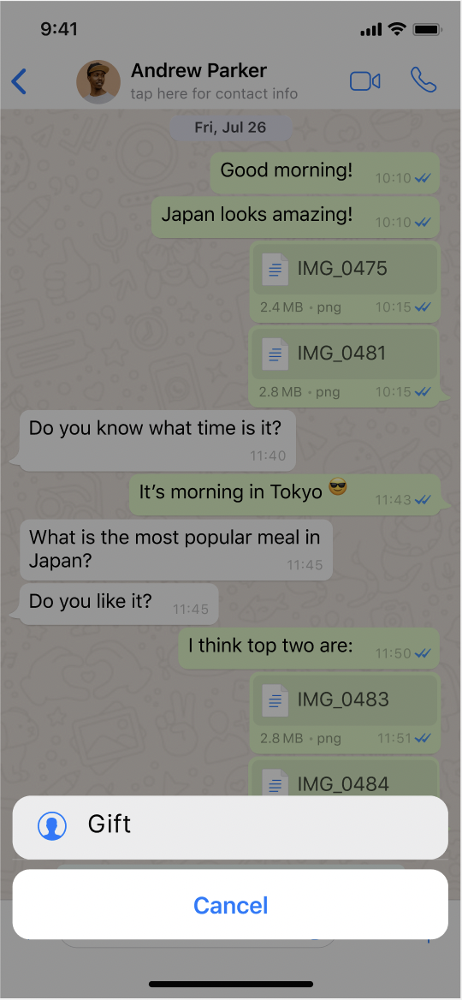 9:41
Andrew Parker
tap here for contact info
Fri, Jul 26
Good morning!
10:10
Japan looks amazing!
10:10
IMG_0475
2.4 MB • png
10:15
IMG_0481
2.8 MB • png
10:15
Do you know what time is it?
11:40
It's morning in Tokyo 😎
11:43
What is the most popular meal in
Japan?
11:45
Do you like it?
11:45
I think top two are:
11:50
IMG_0483
2.8 MB • png
11:51
IMG_0484
Gift
Cancel